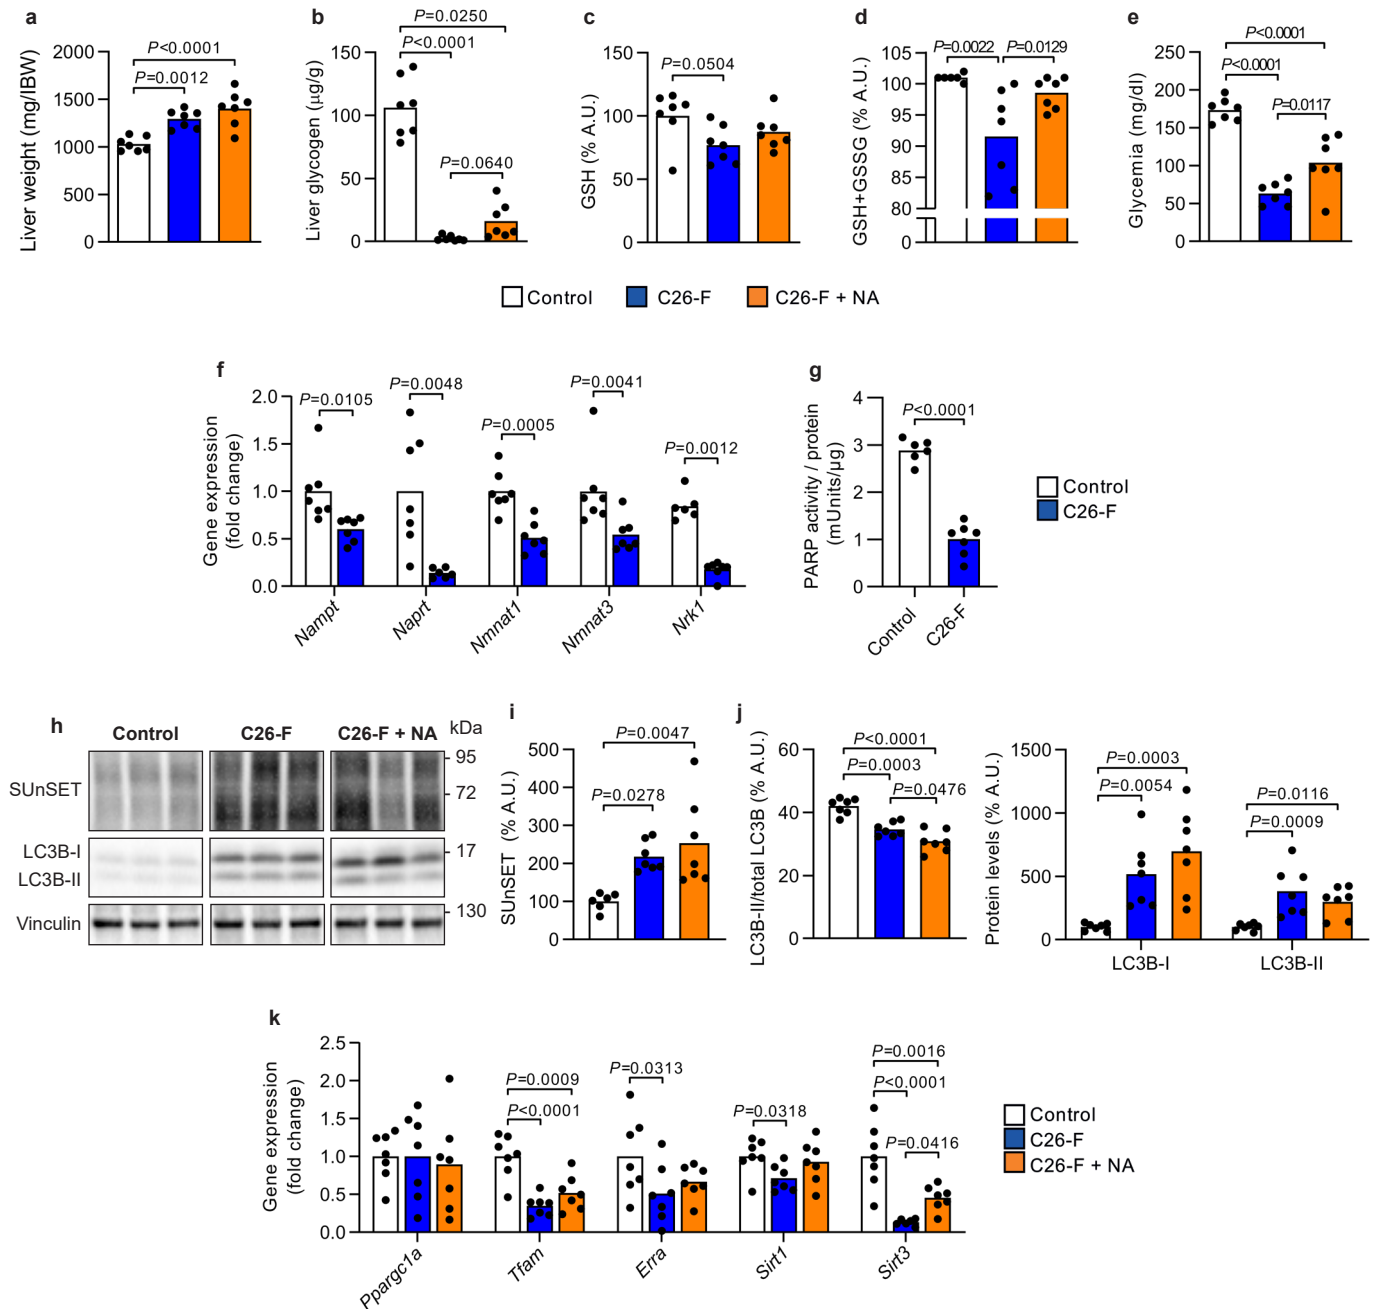 a
Liver weight (mg/IBW)
2000
1500
1000
500
0
P<0.0001
P=0.0012
b
Liver glycogen (µg/g)
150
100
50
0
P=0.0250
P<0.0001
P=0.0640
c
GSH (% A.U.)
150
100
50
0
P=0.0504
d
GSH+GSSG (% A.U.)
105
100
95
90
85
80
0
P=0.0022
P=0.0129
e
Glycemia (mg/dl)
250
200
150
100
50
0
P<0.0001
P<0.0001
P=0.0117
Control
C26-F
C26-F + NA
f
Gene expression
(fold change)
2.0
1.5
1.0
0.5
0.0
P=0.0105
P=0.0048
P=0.0005
P=0.0041
P=0.0012
Nampt
Naprt
Nmnat1
Nmnat3
Nrk1
g
PARP activity / protein
(mUnits/µg)
4
3
2
1
0
P<0.0001
Control
C26-F
Control
C26-F
h
Control
C26-F
C26-F + NA
kDa
SUnSET
95
72
LC3B-I
17
LC3B-II
Vinculin
130
i
SUnSET (% A.U.)
500
400
300
200
100
0
P=0.0047
P=0.0278
j
LC3B-II/total LC3B (% A.U.)
60
40
20
0
P<0.0001
P=0.0003
P=0.0476
Protein levels (% A.U.)
1500
1000
500
0
P=0.0003
P=0.0054
P=0.0116
P=0.0009
LC3B-I
LC3B-II
k
Gene expression
(fold change)
2.5
2.0
1.5
1.0
0.5
0.0
P=0.0009
P<0.0001
P=0.0313
P=0.0318
P=0.0016
P<0.0001
P=0.0416
Ppargc1a
Tfam
Erra
Sirt1
Sirt3
Control
C26-F
C26-F + NA